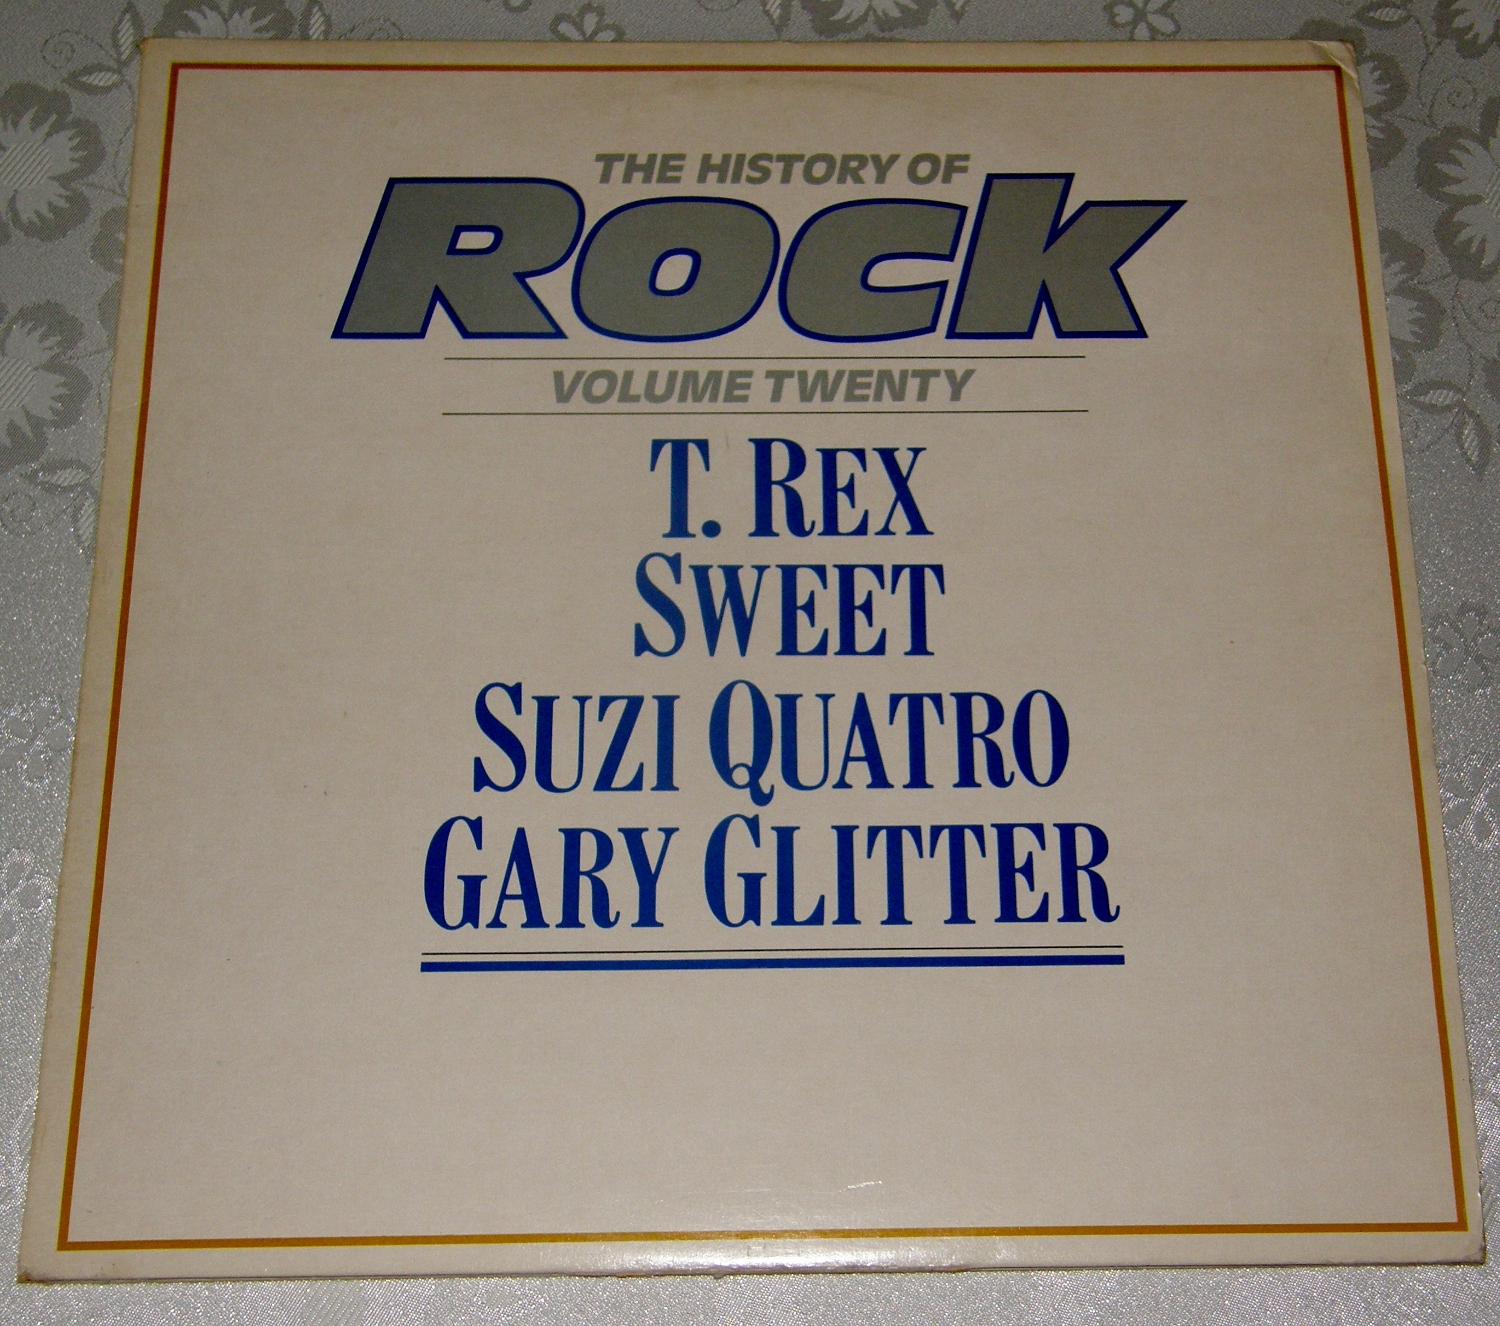 THE HISTORY OF
ROCK
VOLUME TWENTY
T. REX
SWEET
SUZI QUATRO
GARY GLITTER